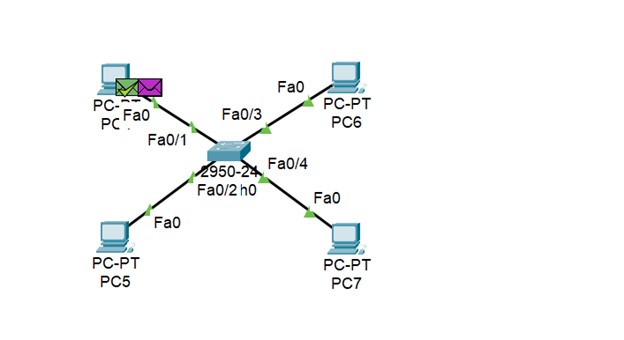 PC-PT
Fa0
PC
Fa0/1
Fa0
PC-PT
PC6
Fa0/3
2950-24
Fa0/4
Fa0/2
h0
Fa0
PC-PT
PC5
Fa0
PC-PT
PC7